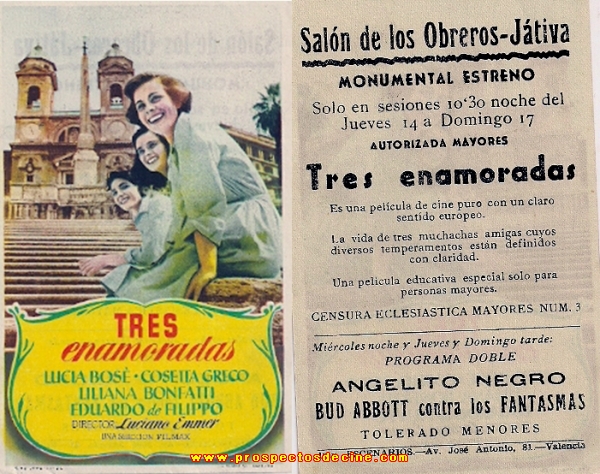 TRES
enamoradas
LUCIA BOSÈ · COSETTA GRECO
LILIANA BONFATTI
EDUARDO de FILIPPO
DIRECTOR Luciano Emmer
UNA SELECCION FILMAX
Salón de los Obreros-Játiva
MONUMENTAL ESTRENO
Solo en sesiones 10'30 noche del
Jueves 14 a Domingo 17
AUTORIZADA MAYORES
Tres enamoradas
Es una película de cine puro con un claro
sentido europeo.
La vida de tres muchachas amigas cuyos
diversos temperamentos están definidos
con claridad.
Una película educativa especial solo para
personas mayores.
CENSURA ECLESIASTICA MAYORES NUM. 3
Miércoles noche y Jueves y Domingo tarde:
PROGRAMA DOBLE
ANGELITO NEGRO
BUD ABBOTT contra los FANTASMAS
TOLERADO MENORES
ESCENARIOS—Av. José Antonio, 81.—Valencia
www.prospectosdecine.com